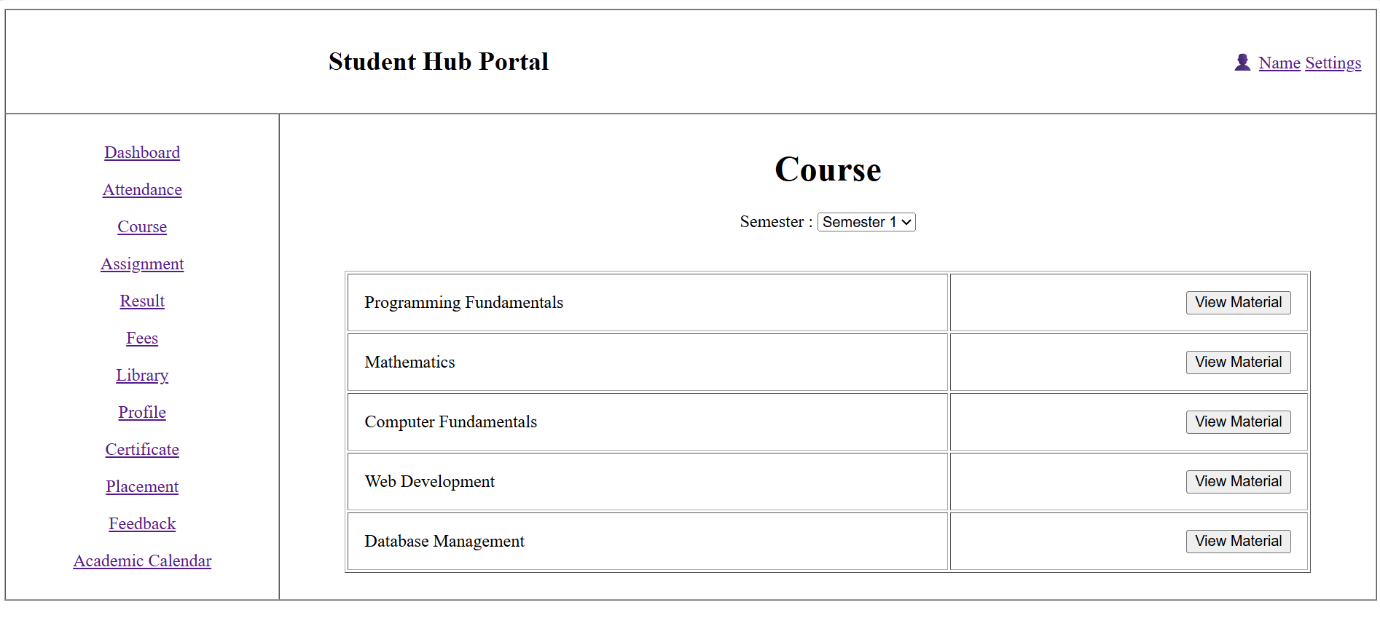 Student Hub Portal
Name Settings
Dashboard
Attendance
Course
Assignment
Result
Fees
Library
Profile
Certificate
Placement
Feedback
Academic Calendar
Course
Semester : Semester 1
Programming Fundamentals View Material
Mathematics View Material
Computer Fundamentals View Material
Web Development View Material
Database Management View Material